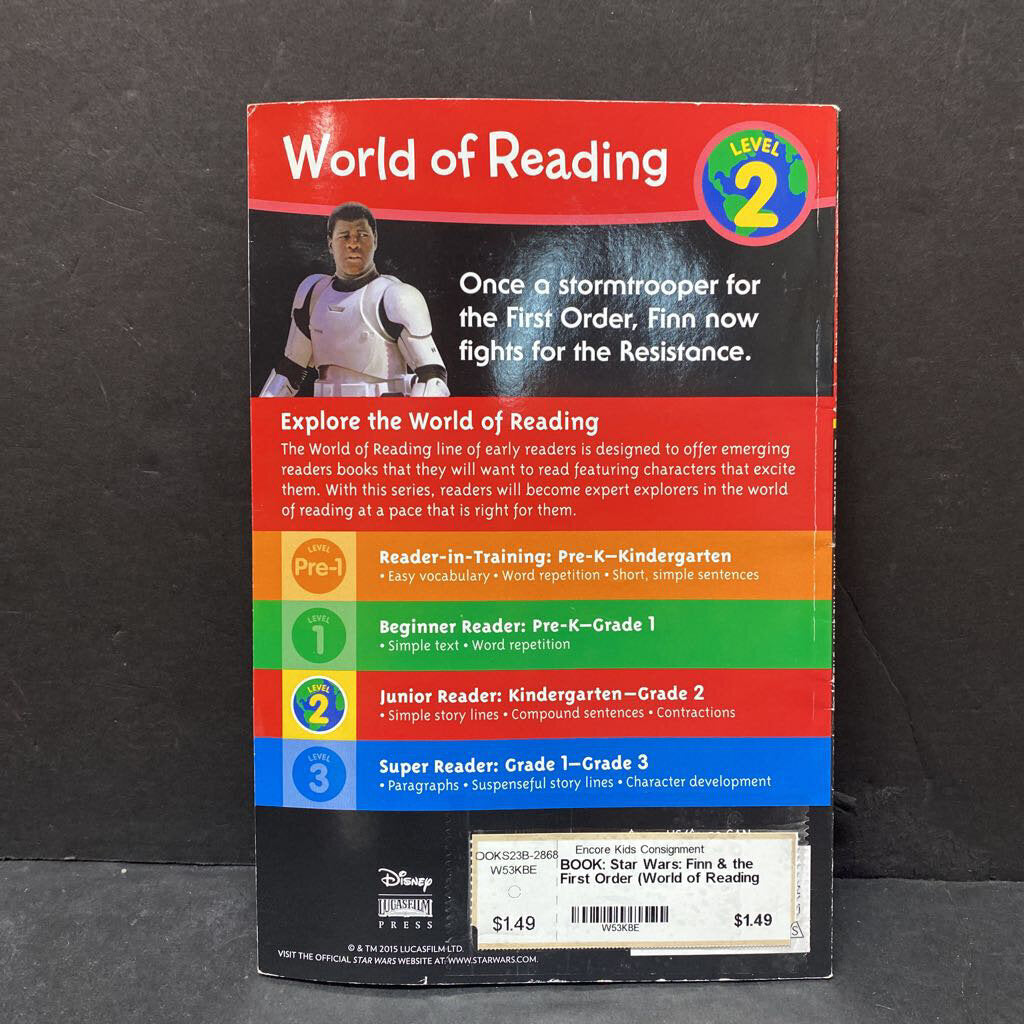 World of Reading
LEVEL
2
Once a stormtrooper for
the First Order, Finn now
fights for the Resistance.
Explore the World of Reading
The World of Reading line of early readers is designed to offer emerging
readers books that they will want to read featuring characters that excite
them. With this series, readers will become expert explorers in the world
of reading at a pace that is right for them.
LEVEL
Pre-1
Reader-in-Training: Pre-K—Kindergarten
• Easy vocabulary • Word repetition • Short, simple sentences
LEVEL
1
Beginner Reader: Pre-K—Grade 1
• Simple text • Word repetition
LEVEL
2
Junior Reader: Kindergarten—Grade 2
• Simple story lines • Compound sentences • Contractions
LEVEL
3
Super Reader: Grade 1—Grade 3
• Paragraphs • Suspenseful story lines • Character development
Disney
LUCASFILM
PRESS
© & TM 2015 LUCASFILM LTD.
VISIT THE OFFICIAL STAR WARS WEBSITE AT: WWW.STARWARS.COM.
OOKS23B-2868
W53KBE
$1.49
Encore Kids Consignment
BOOK: Star Wars: Finn & the
First Order (World of Reading
W53KBE
$1.49